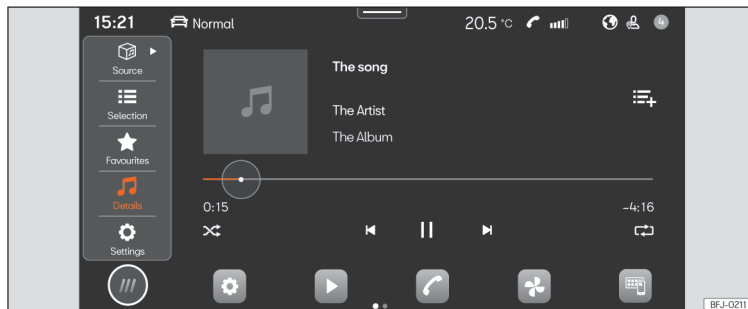 15:21 Normal 20.5 °C 4
Source
The song
Selection
The Artist
The Album
Favourites
Details
0:15 -4:16
Settings
BFJ-0211